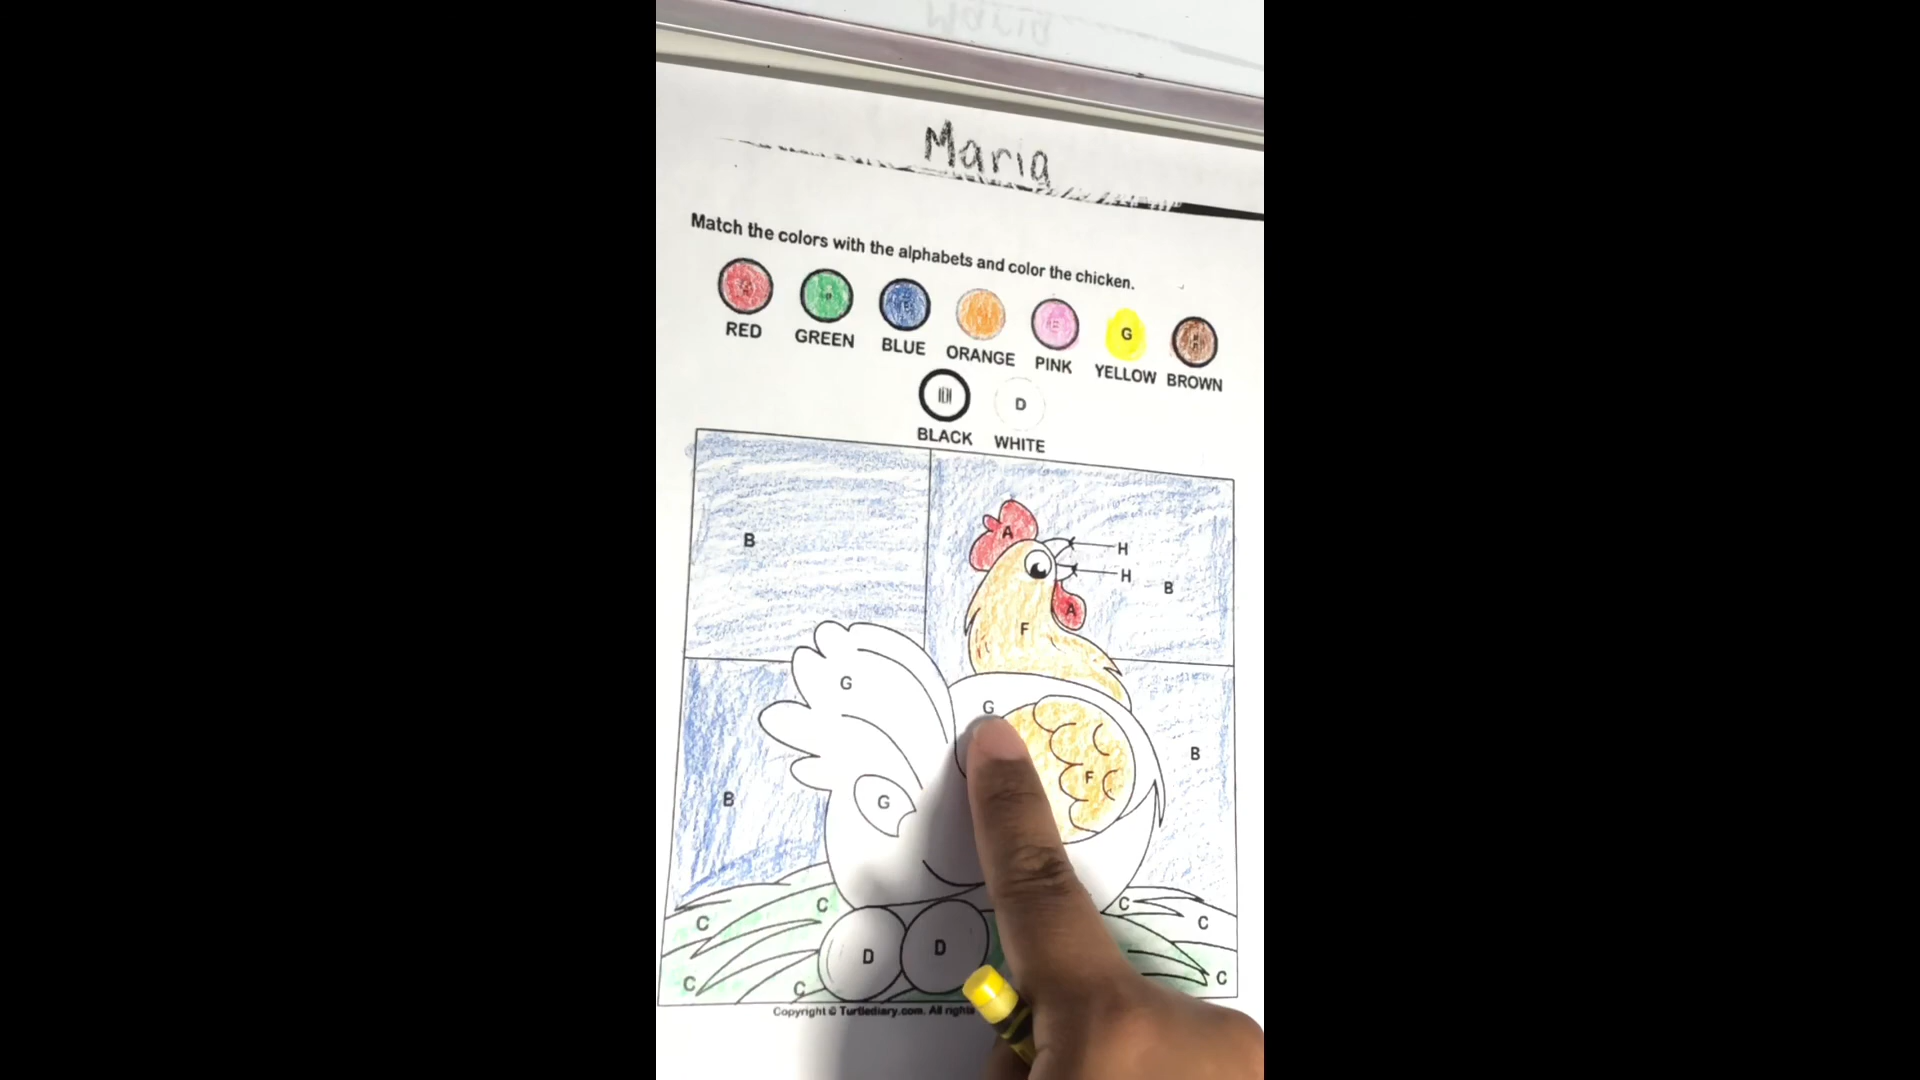 Maria
Match the colors with the alphabets and color the chicken.
RED GREEN BLUE ORANGE PINK YELLOW BROWN
G
BLACK WHITE
D
B
A
H
H
B
A
F
G
G
B
F
G
B
C
C
C
C
D
D
C
C
C
Copyright © Turtlediary.com. All rights